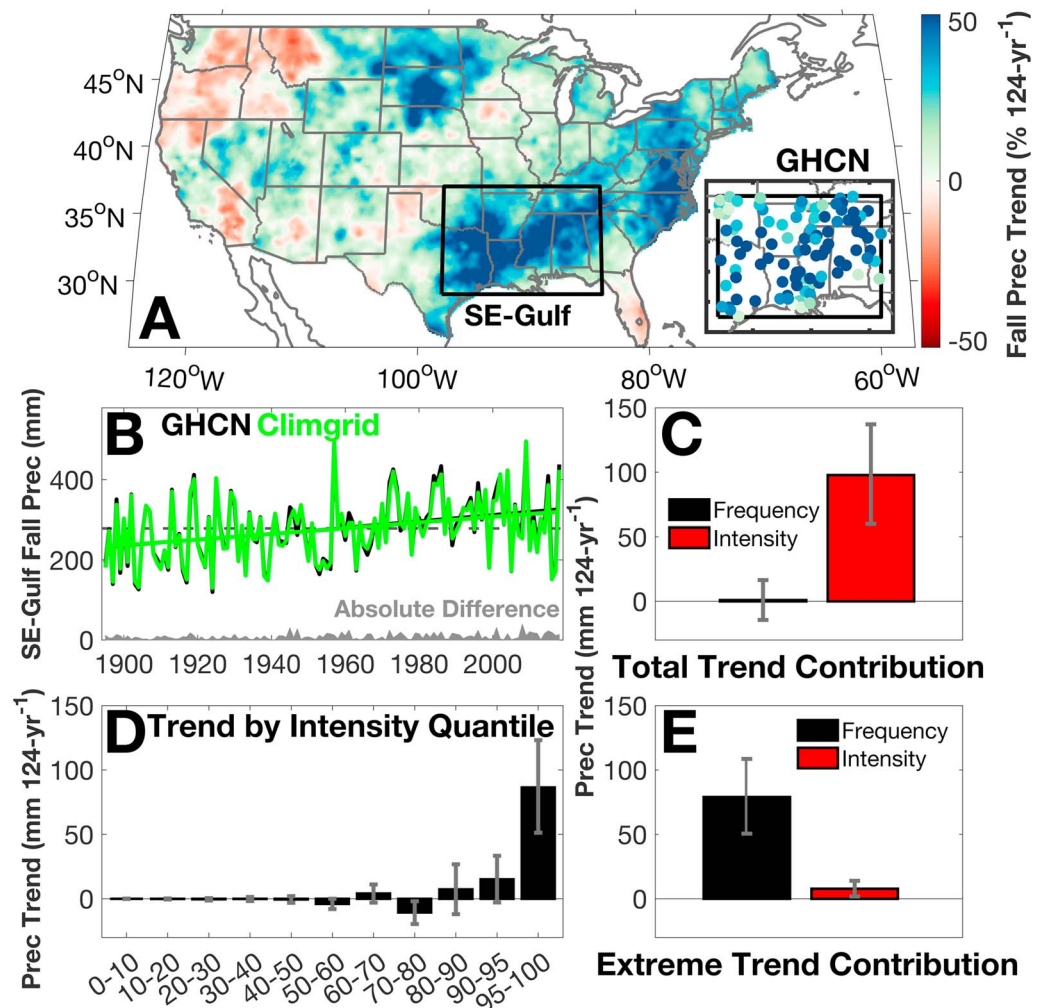 50
45°N
GHCN
40°N
0
35°N
30°N
SE-Gulf
A
-50
120°W 100°W 80°W 60°W
Fall Prec Trend (% 124-yr-1)
B GHCN Climgrid
SE-Gulf Fall Prec (mm)
400
200
0
Absolute Difference
1900 1920 1940 1960 1980 2000
C
150
100
50
0
Frequency
Intensity
Prec Trend (mm 124-yr-1)
Total Trend Contribution
D Trend by Intensity Quantile
Prec Trend (mm 124-yr-1)
150
100
50
0
0-10 10-20 20-30 30-40 40-50 50-60 60-70 70-80 80-90 90-95 95-100
E
150
100
50
0
Frequency
Intensity
Extreme Trend Contribution